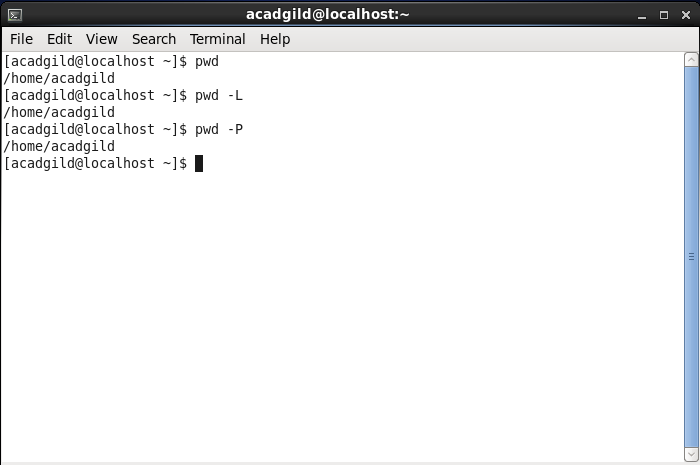 acadgild@localhost:~
File Edit View Search Terminal Help
[acadgild@localhost ~]$ pwd
/home/acadgild
[acadgild@localhost ~]$ pwd -L
/home/acadgild
[acadgild@localhost ~]$ pwd -P
/home/acadgild
[acadgild@localhost ~]$